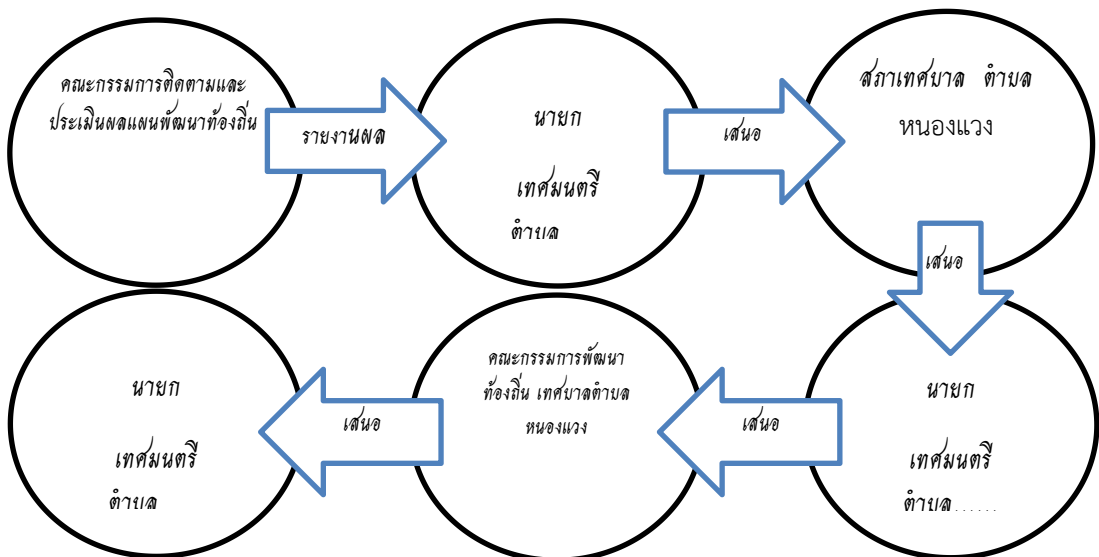 คณะกรรมการติดตามและ
ประเมินผลแผนพัฒนาท้องถิ่น
รายงานผล
นายก
เทศมนตรี
ตำบล
เสนอ
สภาเทศบาล ตำบล
หนองแวง
เสนอ
นายก
เทศมนตรี
ตำบล......
เสนอ
คณะกรรมการพัฒนา
ท้องถิ่น เทศบาลตำบล
หนองแวง
เสนอ
นายก
เทศมนตรี
ตำบล